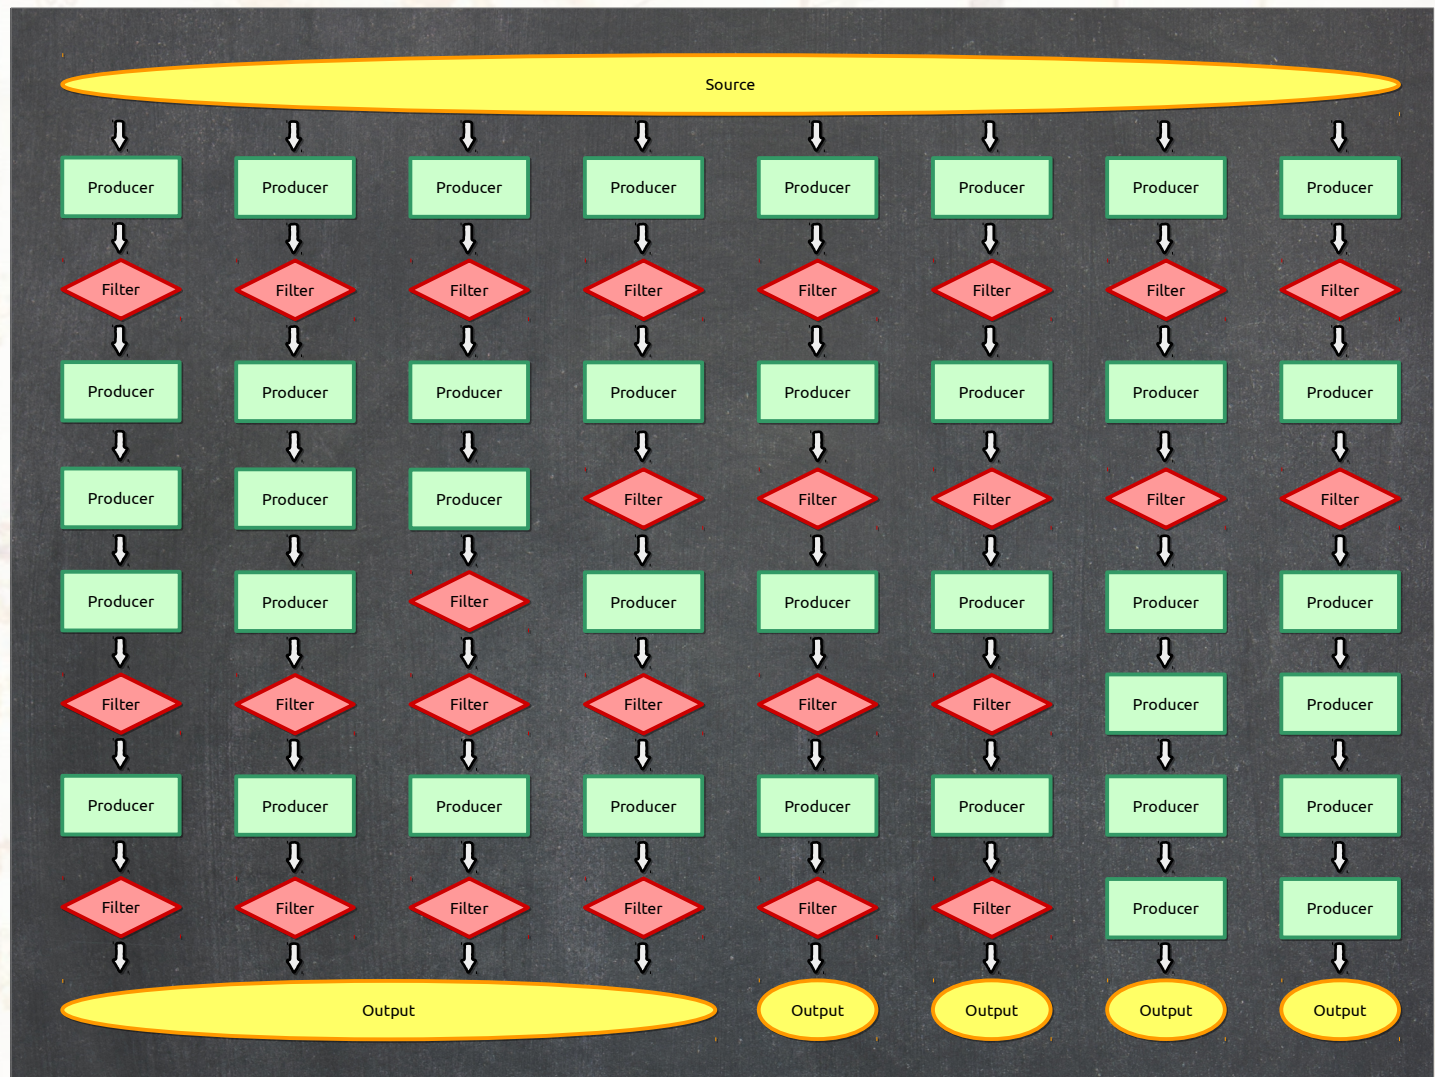 Source
Producer Producer Producer Producer Producer Producer Producer Producer
Filter Filter Filter Filter Filter Filter Filter Filter
Producer Producer Producer Producer Producer Producer Producer Producer
Producer Producer Producer Filter Filter Filter Filter Filter
Producer Producer Filter Producer Producer Producer Producer Producer
Filter Filter Filter Filter Filter Filter Producer Producer
Producer Producer Producer Producer Producer Producer Producer Producer
Filter Filter Filter Filter Filter Filter Producer Producer
Output Output Output Output Output